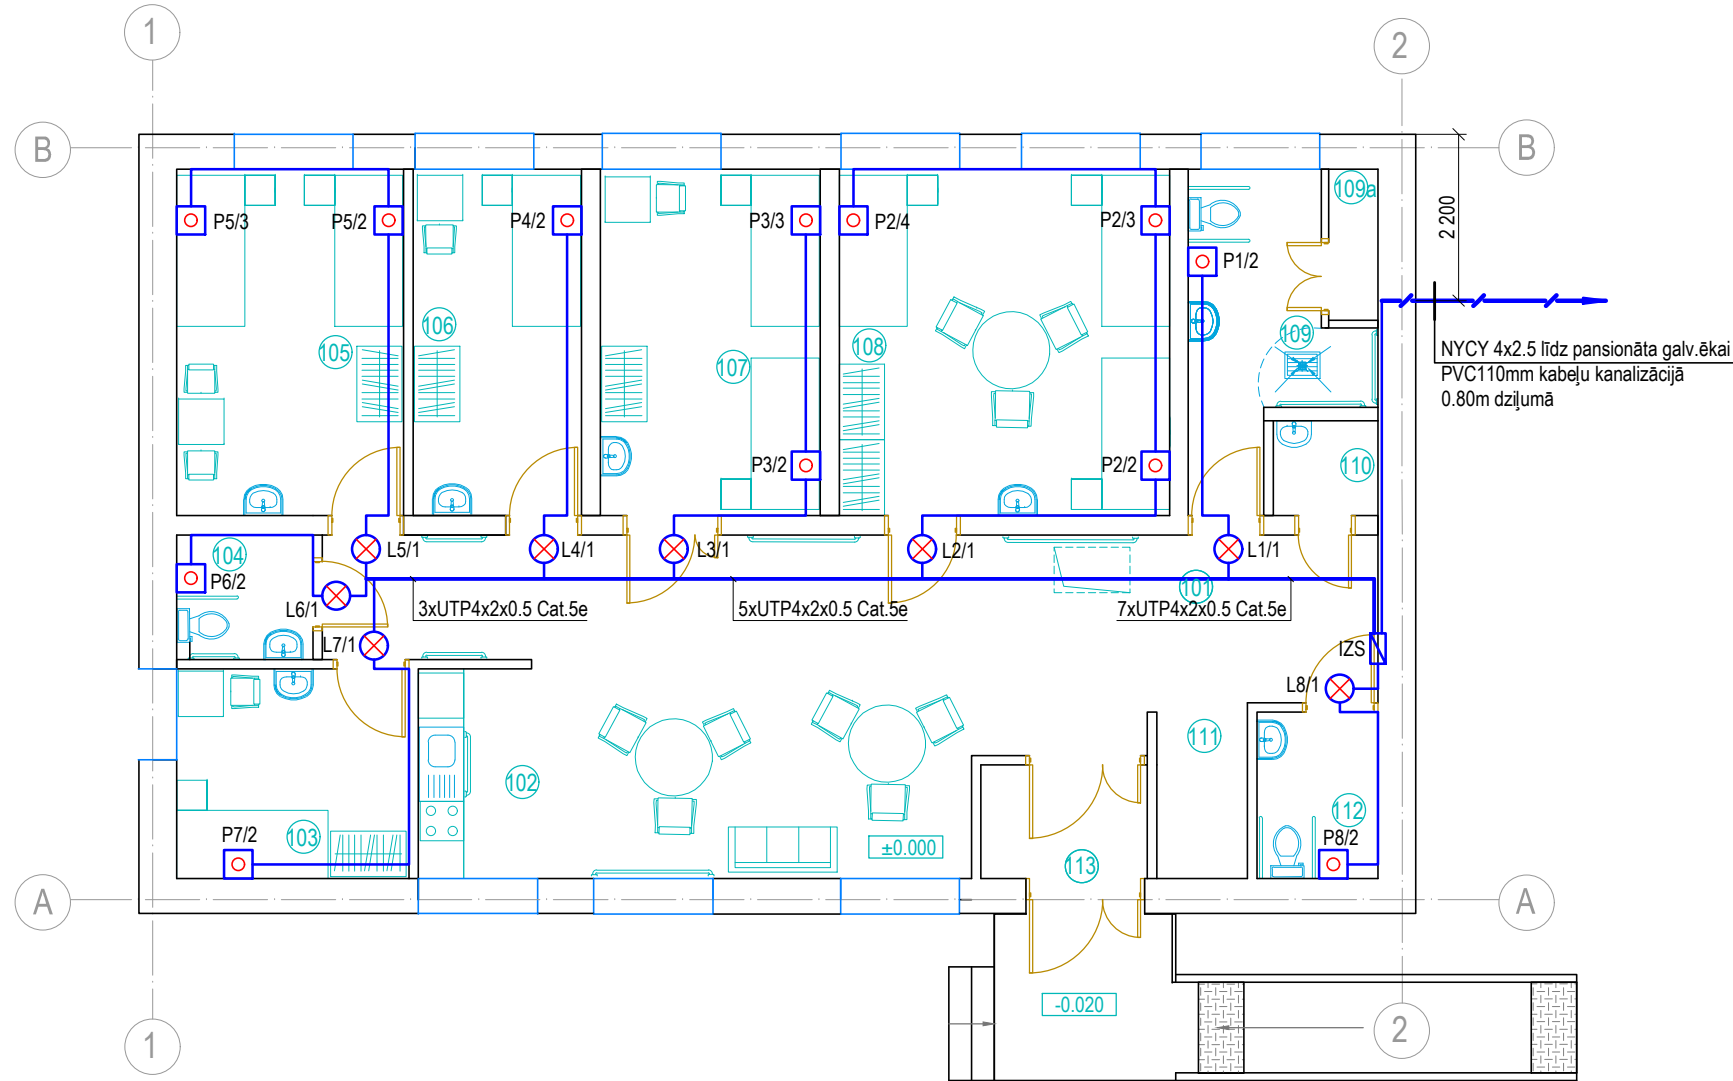 1
2
B
B
109a
P5/3
P5/2
P4/2
P3/3
P2/4
P2/3
P1/2
2 200
106
105
107
108
109
NYCY 4x2.5 līdz pansionāta galv.ēkai
PVC110mm kabeļu kanalizācijā
0.80m dziļumā
P3/2
P2/2
110
104
L5/1
L4/1
L3/1
L2/1
L1/1
P6/2
101
L6/1
3xUTP4x2x0.5 Cat.5e
5xUTP4x2x0.5 Cat.5e
7xUTP4x2x0.5 Cat.5e
L7/1
IZS
L8/1
111
102
103
P7/2
±0.000
112
P8/2
113
A
A
-0.020
1
2